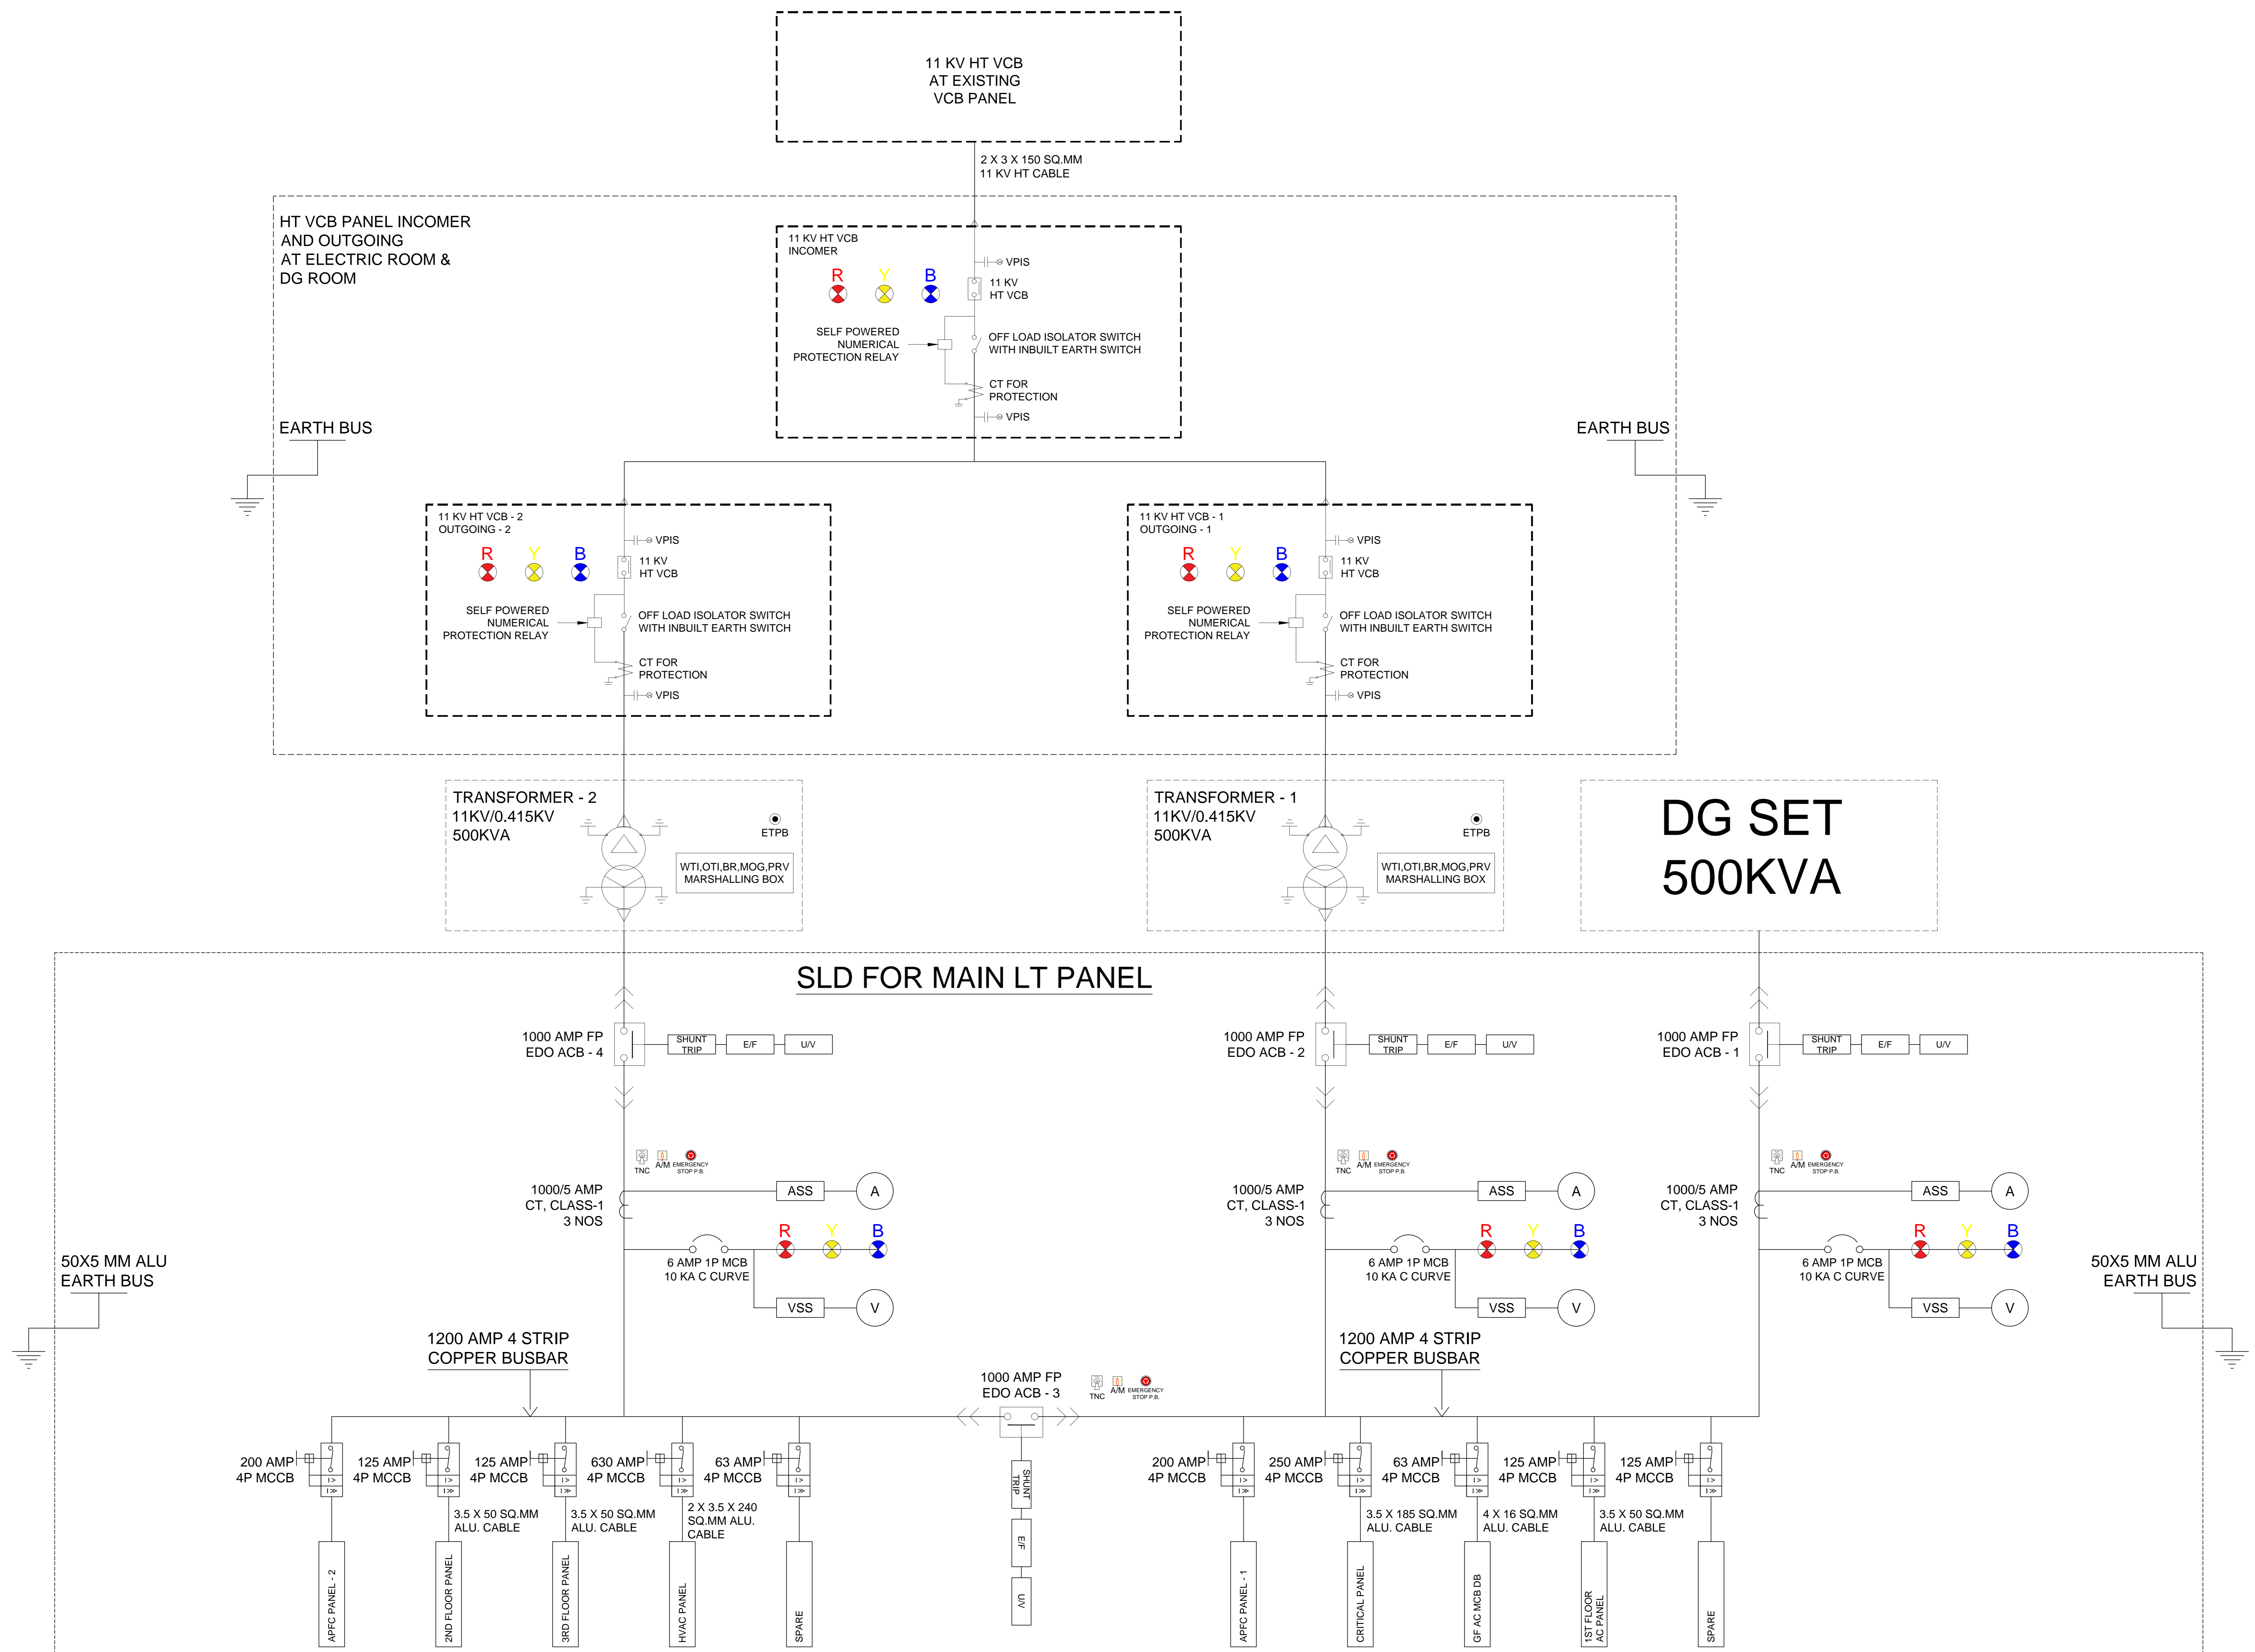 11 KV HT VCB
AT EXISTING
VCB PANEL
2 X 3 X 150 SQ.MM
11 KV HT CABLE
HT VCB PANEL INCOMER
AND OUTGOING
AT ELECTRIC ROOM &
DG ROOM
11 KV HT VCB
INCOMER
R Y B
VPIS
11 KV
HT VCB
SELF POWERED
NUMERICAL
PROTECTION RELAY
OFF LOAD ISOLATOR SWITCH
WITH INBUILT EARTH SWITCH
CT FOR
PROTECTION
VPIS
EARTH BUS
EARTH BUS
11 KV HT VCB - 2
OUTGOING - 2
R Y B
VPIS
11 KV
HT VCB
SELF POWERED
NUMERICAL
PROTECTION RELAY
OFF LOAD ISOLATOR SWITCH
WITH INBUILT EARTH SWITCH
CT FOR
PROTECTION
VPIS
11 KV HT VCB - 1
OUTGOING - 1
R Y B
VPIS
11 KV
HT VCB
SELF POWERED
NUMERICAL
PROTECTION RELAY
OFF LOAD ISOLATOR SWITCH
WITH INBUILT EARTH SWITCH
CT FOR
PROTECTION
VPIS
TRANSFORMER - 2
11KV/0.415KV
500KVA
ETPB
WTI,OTI,BR,MOG,PRV
MARSHALLING BOX
TRANSFORMER - 1
11KV/0.415KV
500KVA
ETPB
WTI,OTI,BR,MOG,PRV
MARSHALLING BOX
DG SET
500KVA
SLD FOR MAIN LT PANEL
1000 AMP FP
EDO ACB - 4
SHUNT
TRIP
E/F
U/V
1000 AMP FP
EDO ACB - 2
SHUNT
TRIP
E/F
U/V
1000 AMP FP
EDO ACB - 1
SHUNT
TRIP
E/F
U/V
TNC
A/M
EMERGENCY
STOP P.B.
1000/5 AMP
CT, CLASS-1
3 NOS
ASS
A
R Y B
6 AMP 1P MCB
10 KA C CURVE
VSS
V
TNC
A/M
EMERGENCY
STOP P.B.
1000/5 AMP
CT, CLASS-1
3 NOS
ASS
A
R Y B
6 AMP 1P MCB
10 KA C CURVE
VSS
V
TNC
A/M
EMERGENCY
STOP P.B.
1000/5 AMP
CT, CLASS-1
3 NOS
ASS
A
R Y B
6 AMP 1P MCB
10 KA C CURVE
VSS
V
50X5 MM ALU
EARTH BUS
50X5 MM ALU
EARTH BUS
1200 AMP 4 STRIP
COPPER BUSBAR
1200 AMP 4 STRIP
COPPER BUSBAR
1000 AMP FP
EDO ACB - 3
TNC
A/M
EMERGENCY
STOP P.B.
SHUNT
TRIP
E/F
U/V
200 AMP
4P MCCB
I >
I ≫
APFC PANEL - 2
125 AMP
4P MCCB
I >
I ≫
3.5 X 50 SQ.MM
ALU. CABLE
2ND FLOOR PANEL
125 AMP
4P MCCB
I >
I ≫
3.5 X 50 SQ.MM
ALU. CABLE
3RD FLOOR PANEL
630 AMP
4P MCCB
I >
I ≫
2 X 3.5 X 240
SQ.MM ALU.
CABLE
HVAC PANEL
63 AMP
4P MCCB
I >
I ≫
SPARE
200 AMP
4P MCCB
I >
I ≫
APFC PANEL - 1
250 AMP
4P MCCB
I >
I ≫
3.5 X 185 SQ.MM
ALU. CABLE
CRITICAL PANEL
63 AMP
4P MCCB
I >
I ≫
4 X 16 SQ.MM
ALU. CABLE
GF AC MCB DB
125 AMP
4P MCCB
I >
I ≫
3.5 X 50 SQ.MM
ALU. CABLE
1ST FLOOR
AC PANEL
125 AMP
4P MCCB
I >
I ≫
SPARE